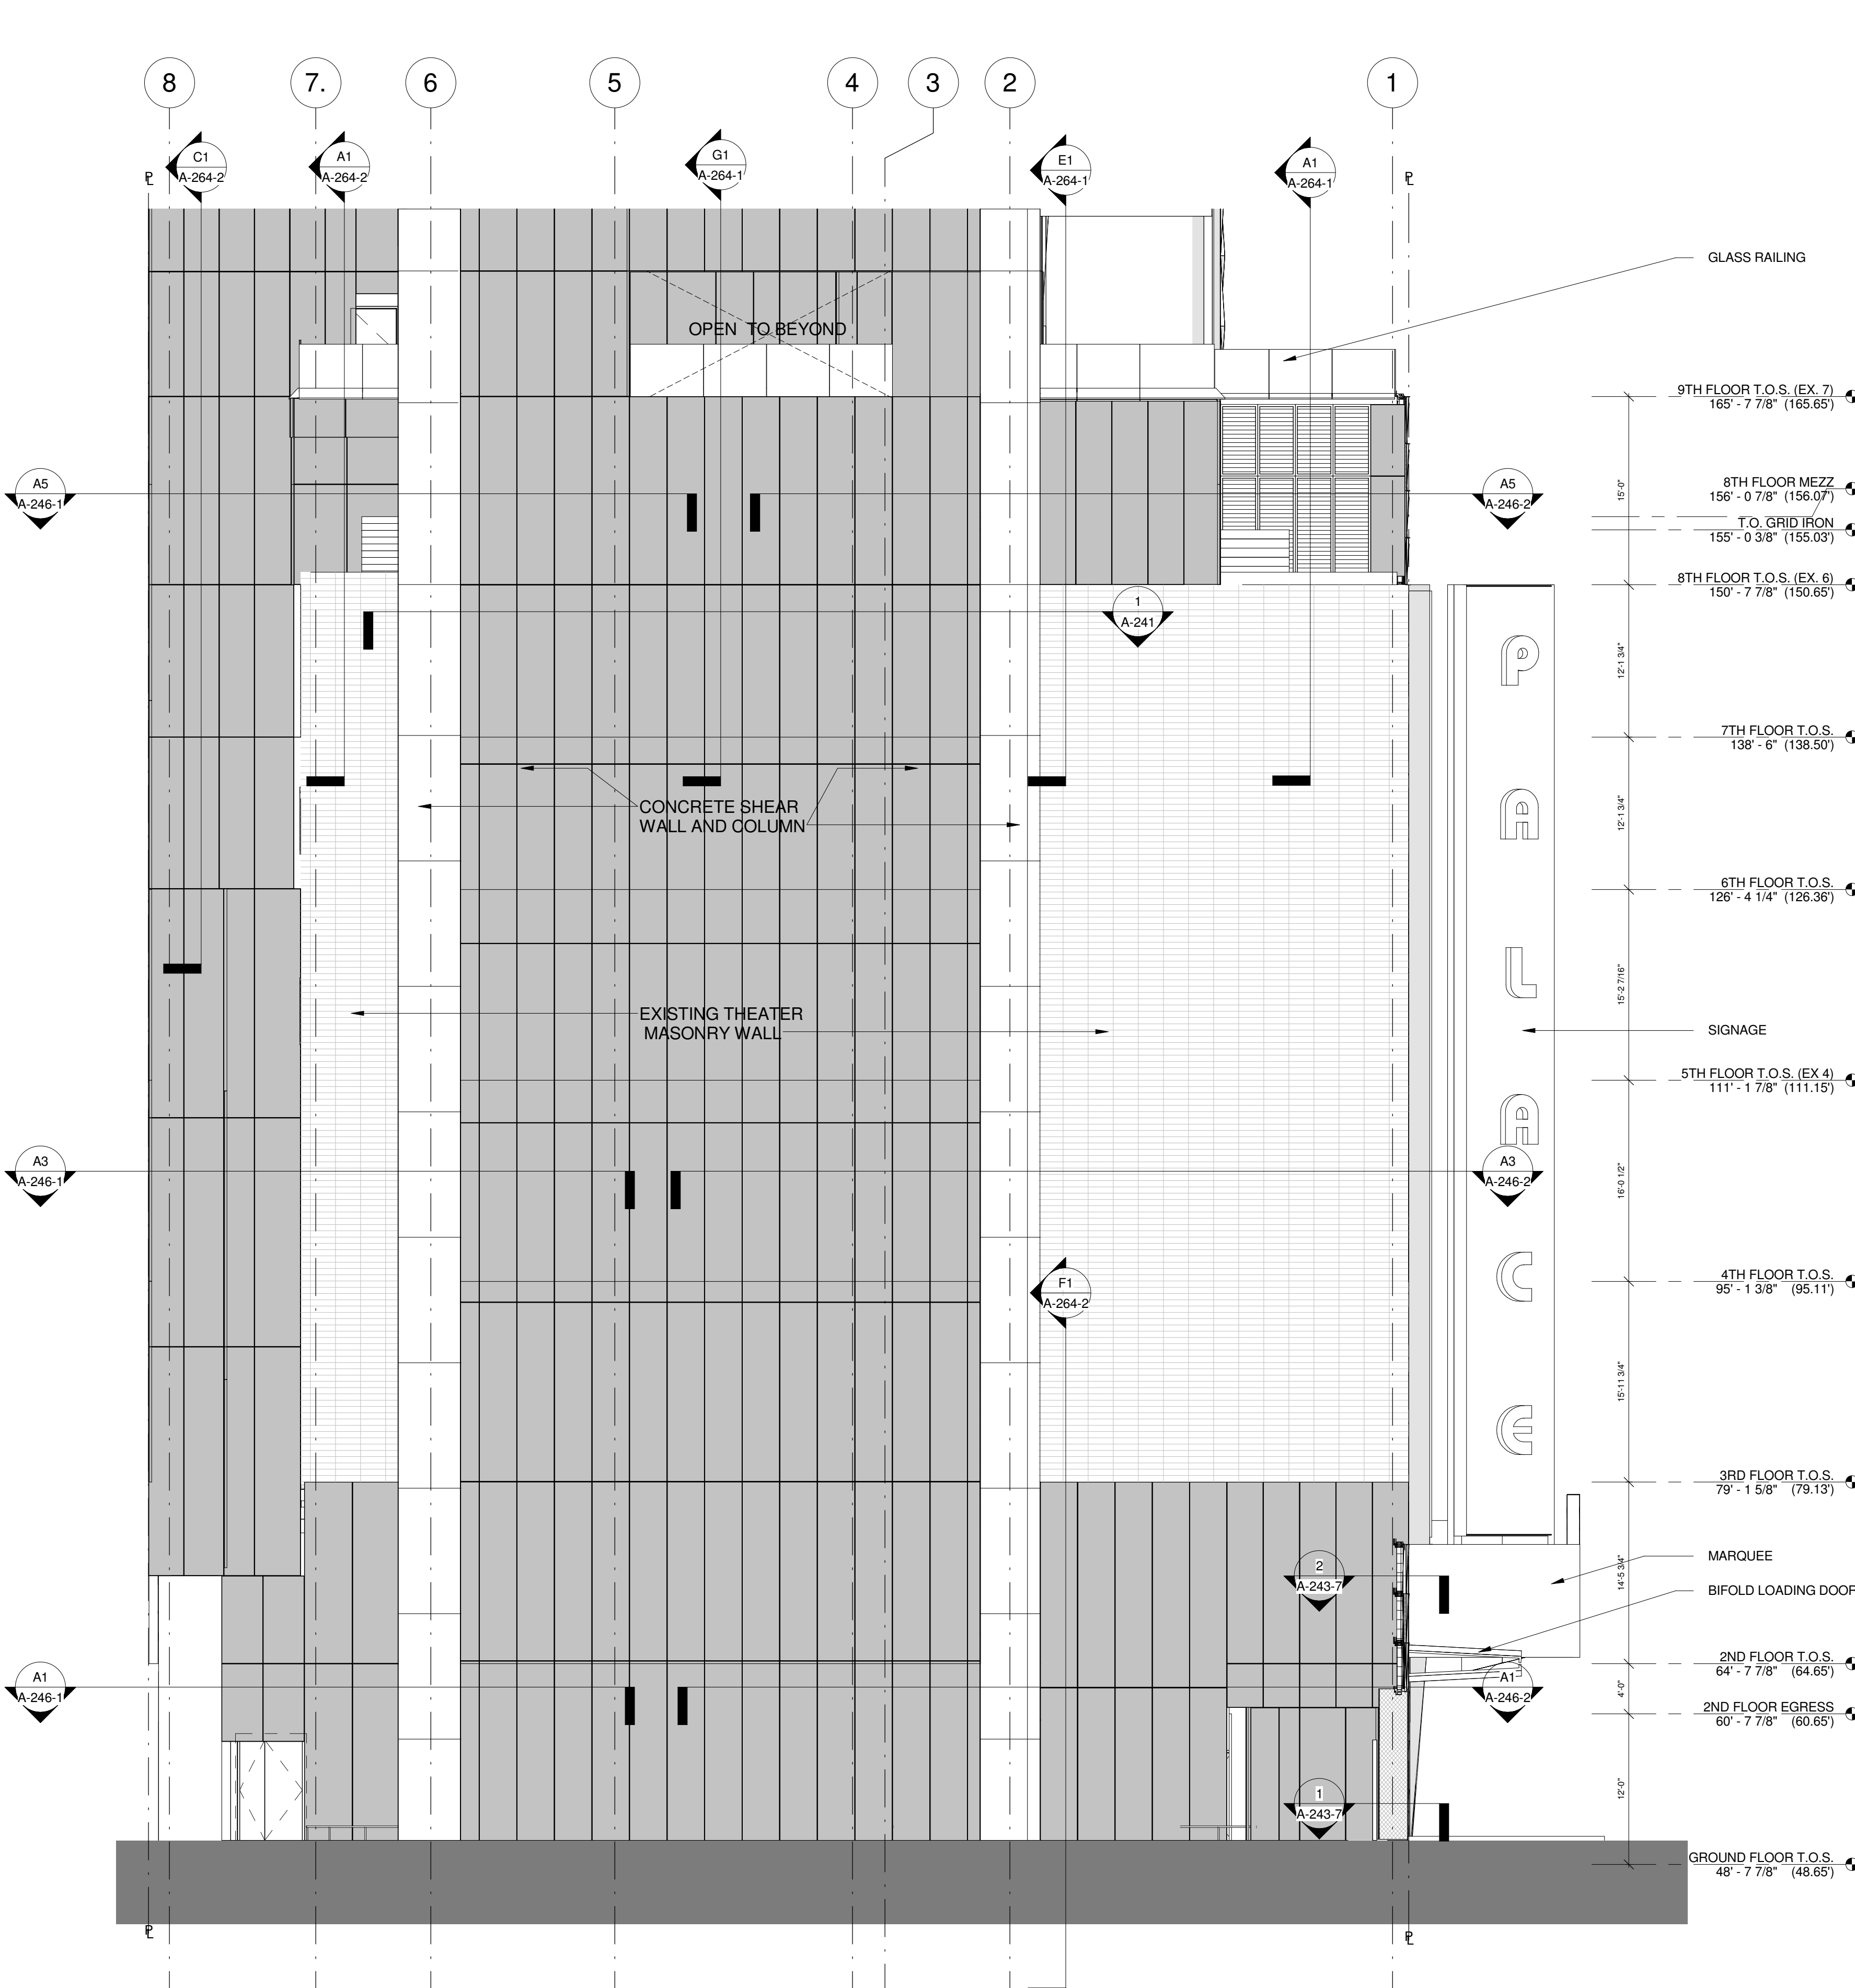 8 7. 6 5 4 3 2 1
C1
A-264-2
A1
A-264-2
G1
A-264-1
E1
A-264-1
A1
A-264-1
PL
PL
GLASS RAILING
OPEN TO BEYOND
9TH FLOOR T.O.S. (EX. 7)
165' - 7 7/8" (165.65')
A5
A-246-1
A5
A-246-2
15'-0"
8TH FLOOR MEZZ
156' - 0 7/8" (156.07')
T.O. GRID IRON
155' - 0 3/8" (155.03')
8TH FLOOR T.O.S. (EX. 6)
150' - 7 7/8" (150.65')
1
A-241
P
A
L
A
C
E
12'-1 3/4"
7TH FLOOR T.O.S.
138' - 6" (138.50')
CONCRETE SHEAR
WALL AND COLUMN
12'-1 3/4"
6TH FLOOR T.O.S.
126' - 4 1/4" (126.36')
15'-2 7/16"
EXISTING THEATER
MASONRY WALL
SIGNAGE
5TH FLOOR T.O.S. (EX 4)
111' - 1 7/8" (111.15')
A3
A-246-1
A3
A-246-2
16'-0 1/2"
F1
A-264-2
4TH FLOOR T.O.S.
95' - 1 3/8" (95.11')
15'-11 3/4"
3RD FLOOR T.O.S.
79' - 1 5/8" (79.13')
2
A-243-7
14'-5 3/4"
MARQUEE
BIFOLD LOADING DOOR
2ND FLOOR T.O.S.
64' - 7 7/8" (64.65')
A1
A-246-1
A1
A-246-2
4'-0"
2ND FLOOR EGRESS
60' - 7 7/8" (60.65')
12'-0"
1
A-243-7
GROUND FLOOR T.O.S.
48' - 7 7/8" (48.65')
PL
PL